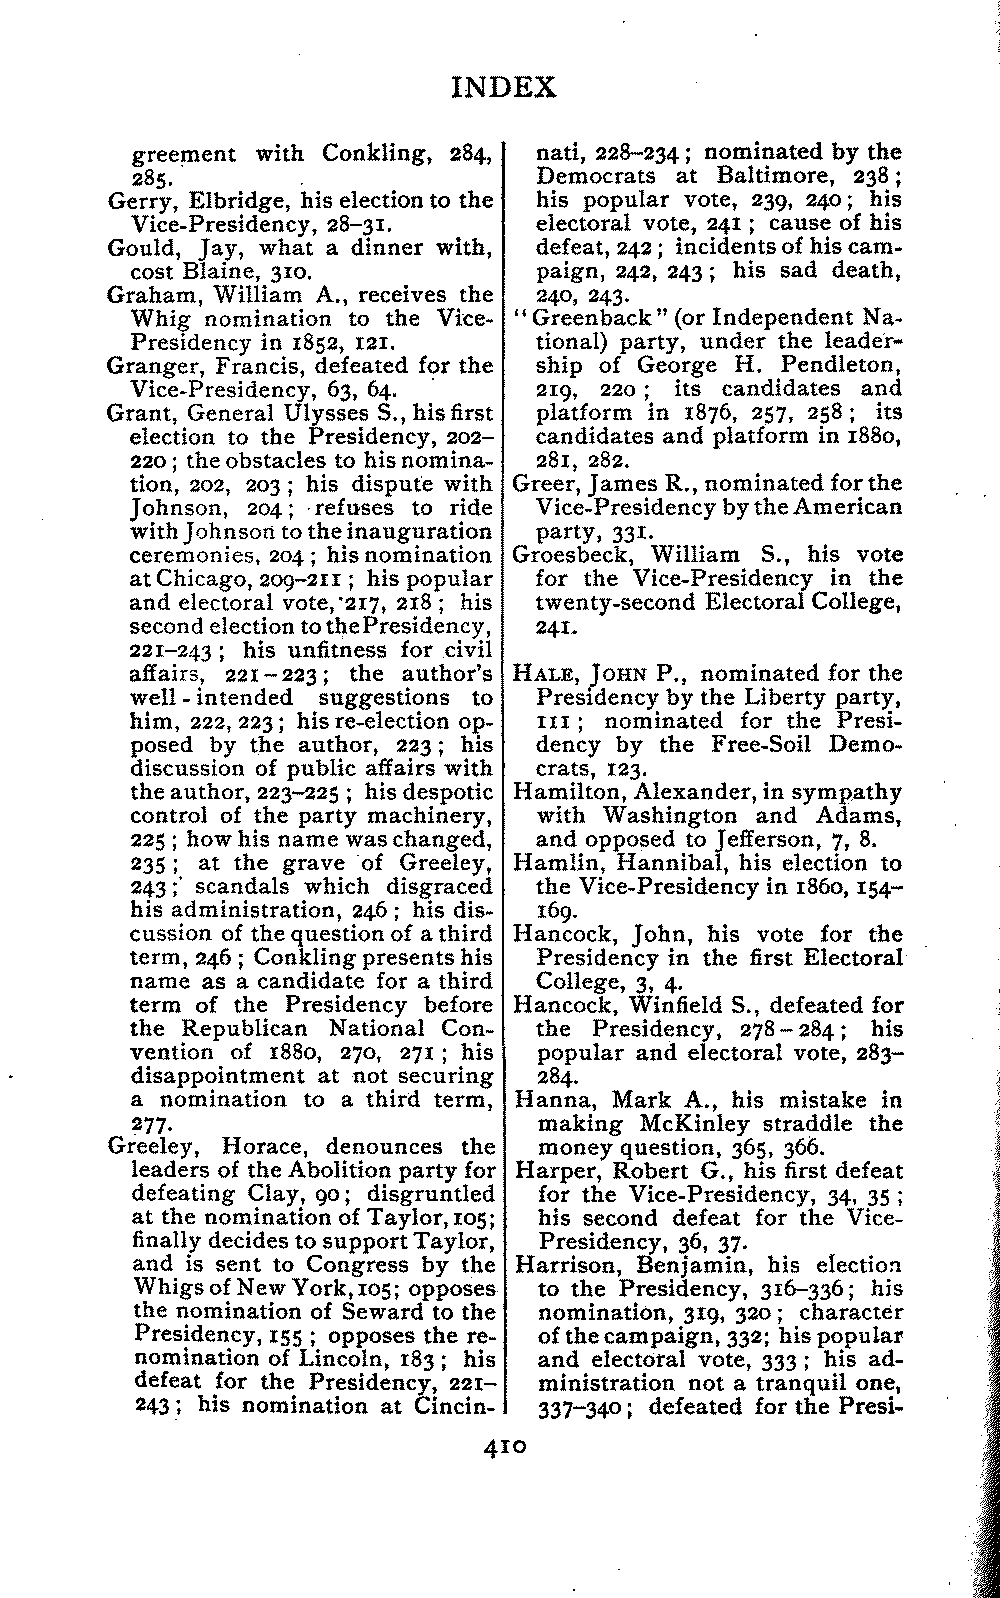 INDEX
greement with Conkling, 284,
285.
Gerry, Elbridge, his election to the
Vice-Presidency, 28–31.
Gould, Jay, what a dinner with,
cost Blaine, 310.
Graham, William A., receives the
Whig nomination to the Vice-
Presidency in 1852, 121.
Granger, Francis, defeated for the
Vice-Presidency, 63, 64.
Grant, General Ulysses S., his first
election to the Presidency, 202–
220; the obstacles to his nomina-
tion, 202, 203; his dispute with
Johnson, 204; refuses to ride
with Johnson to the inauguration
ceremonies, 204; his nomination
at Chicago, 209–211; his popular
and electoral vote, 217, 218; his
second election to the Presidency,
221–243; his unfitness for civil
affairs, 221–223; the author's
well-intended suggestions to
him, 222, 223; his re-election op-
posed by the author, 223; his
discussion of public affairs with
the author, 223–225; his despotic
control of the party machinery,
225; how his name was changed,
235; at the grave of Greeley,
243; scandals which disgraced
his administration, 246; his dis-
cussion of the question of a third
term, 246; Conkling presents his
name as a candidate for a third
term of the Presidency before
the Republican National Con-
vention of 1880, 270, 271; his
disappointment at not securing
a nomination to a third term,
277.
Greeley, Horace, denounces the
leaders of the Abolition party for
defeating Clay, 90; disgruntled
at the nomination of Taylor, 105;
finally decides to support Taylor,
and is sent to Congress by the
Whigs of New York, 105; opposes
the nomination of Seward to the
Presidency, 155; opposes the re-
nomination of Lincoln, 183; his
defeat for the Presidency, 221–
243; his nomination at Cincin-
nati, 228–234; nominated by the
Democrats at Baltimore, 238;
his popular vote, 239, 240; his
electoral vote, 241; cause of his
defeat, 242; incidents of his cam-
paign, 242, 243; his sad death,
240, 243.
"Greenback" (or Independent Na-
tional) party, under the leader-
ship of George H. Pendleton,
219, 220; its candidates and
platform in 1876, 257, 258; its
candidates and platform in 1880,
281, 282.
Greer, James R., nominated for the
Vice-Presidency by the American
party, 331.
Groesbeck, William S., his vote
for the Vice-Presidency in the
twenty-second Electoral College,
241.
HALE, JOHN P., nominated for the
Presidency by the Liberty party,
111; nominated for the Presi-
dency by the Free-Soil Demo-
crats, 123.
Hamilton, Alexander, in sympathy
with Washington and Adams,
and opposed to Jefferson, 7, 8.
Hamlin, Hannibal, his election to
the Vice-Presidency in 1860, 154–
169.
Hancock, John, his vote for the
Presidency in the first Electoral
College, 3, 4.
Hancock, Winfield S., defeated for
the Presidency, 278–284; his
popular and electoral vote, 283–
284.
Hanna, Mark A., his mistake in
making McKinley straddle the
money question, 365, 366.
Harper, Robert G., his first defeat
for the Vice-Presidency, 34, 35;
his second defeat for the Vice-
Presidency, 36, 37.
Harrison, Benjamin, his election
to the Presidency, 316–336; his
nomination, 319, 320; character
of the campaign, 332; his popular
and electoral vote, 333; his ad-
ministration not a tranquil one,
337–340; defeated for the Presi-
410